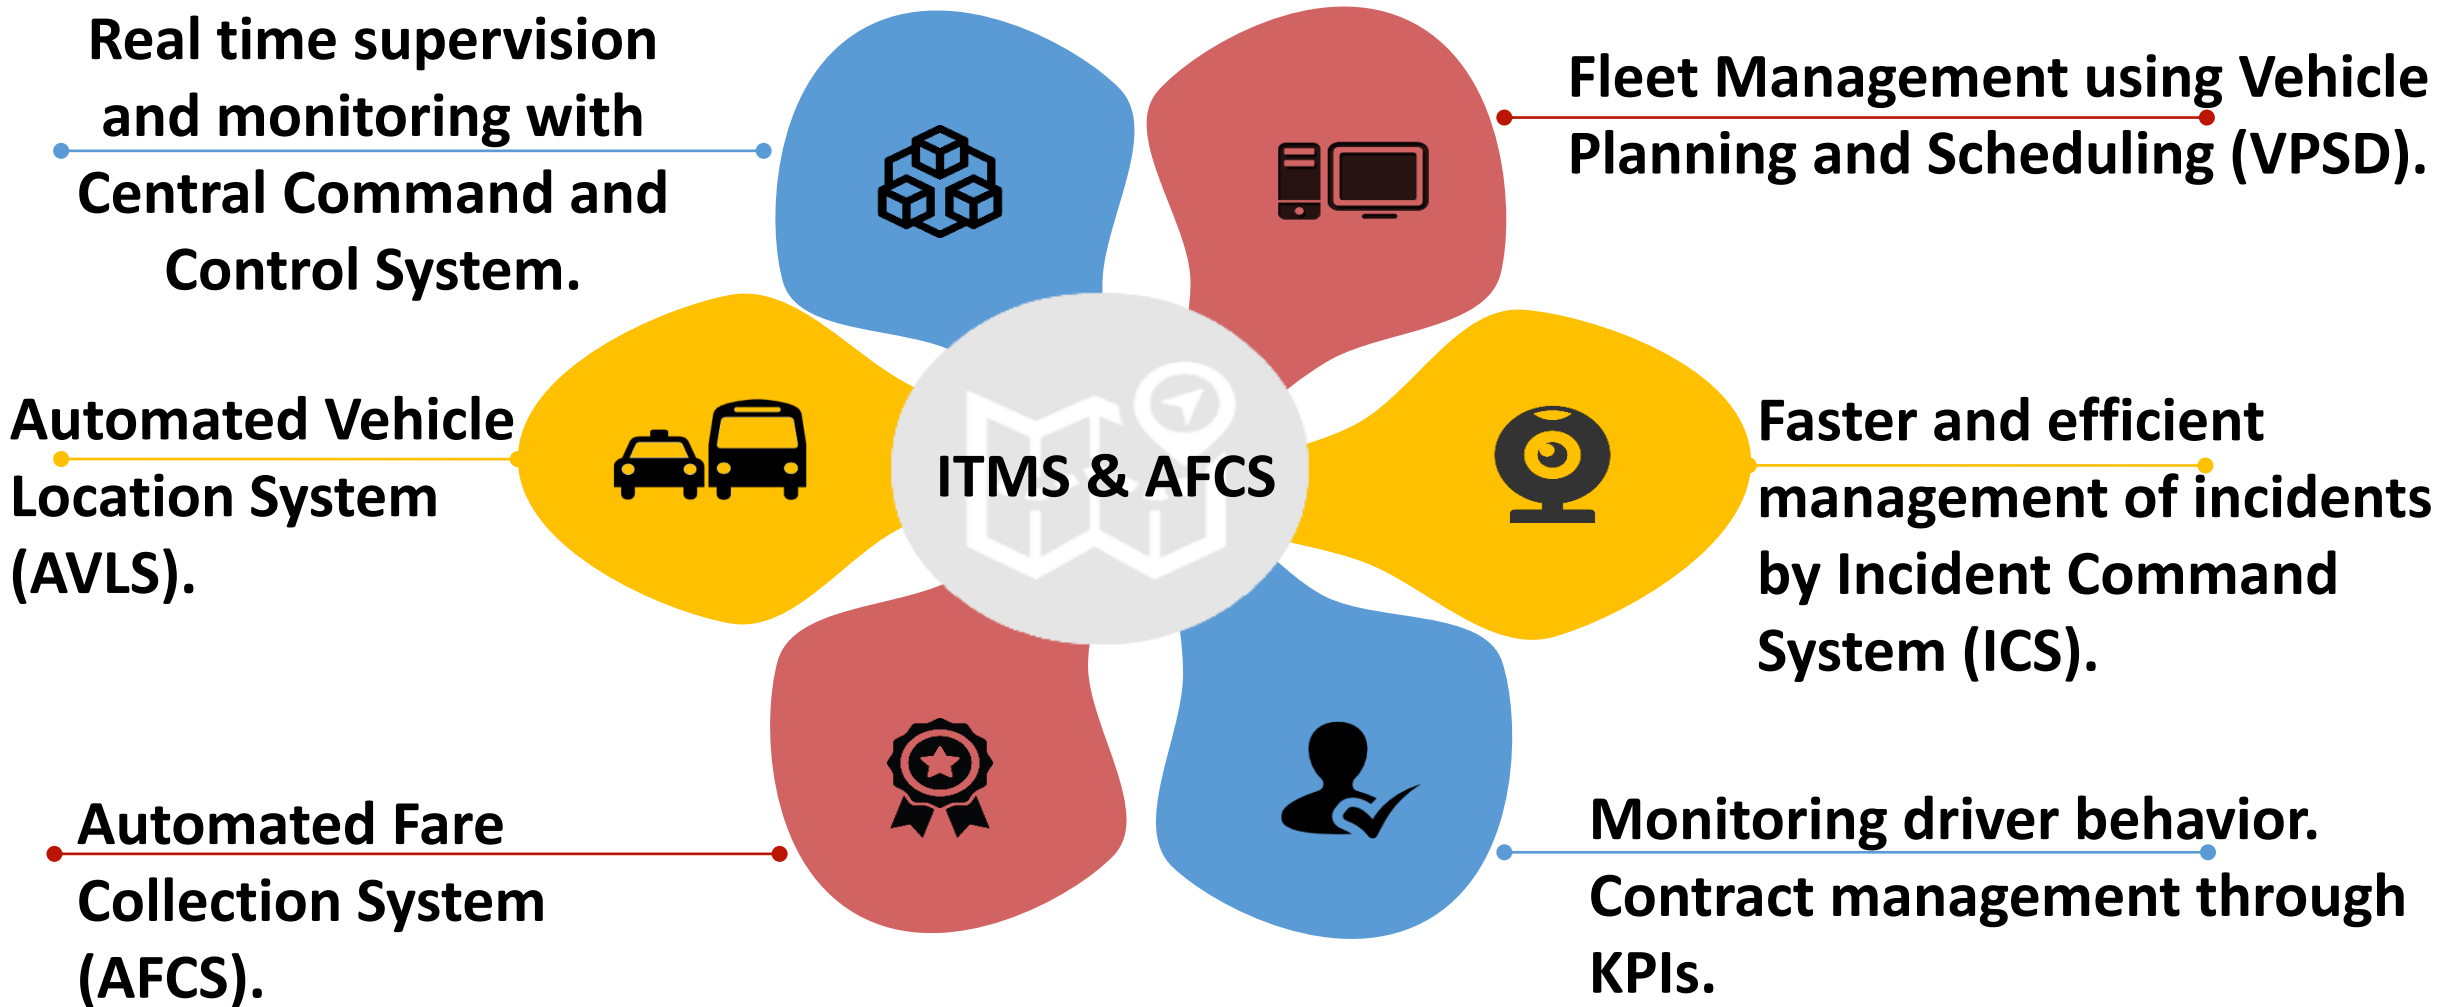 Real time supervision
and monitoring with
Central Command and
Control System.
Fleet Management using Vehicle
Planning and Scheduling (VPSD).
Automated Vehicle
Location System
(AVLS).
ITMS & AFCS
Faster and efficient
management of incidents
by Incident Command
System (ICS).
Automated Fare
Collection System
(AFCS).
Monitoring driver behavior.
Contract management through
KPIs.